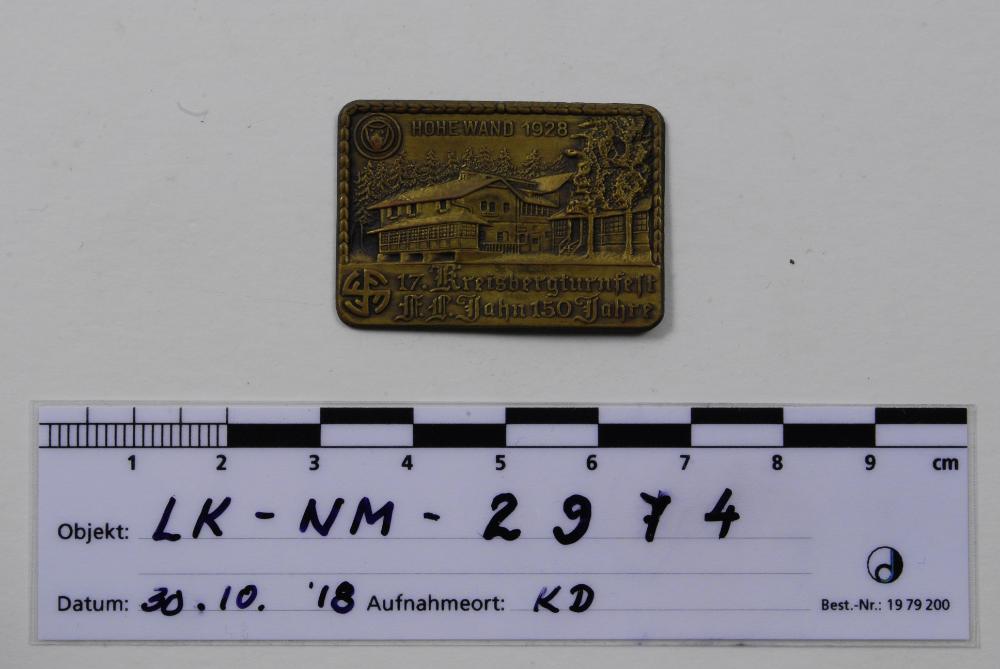 HOHE WAND 1928
17. Kreisbergturnfest
F. L. Jahn 150 Jahre
1 2 3 4 5 6 7 8 9 cm
Objekt: LK - NM - 2974
Datum: 30.10. '18 Aufnahmeort: KD
Best.-Nr.: 19 79 200